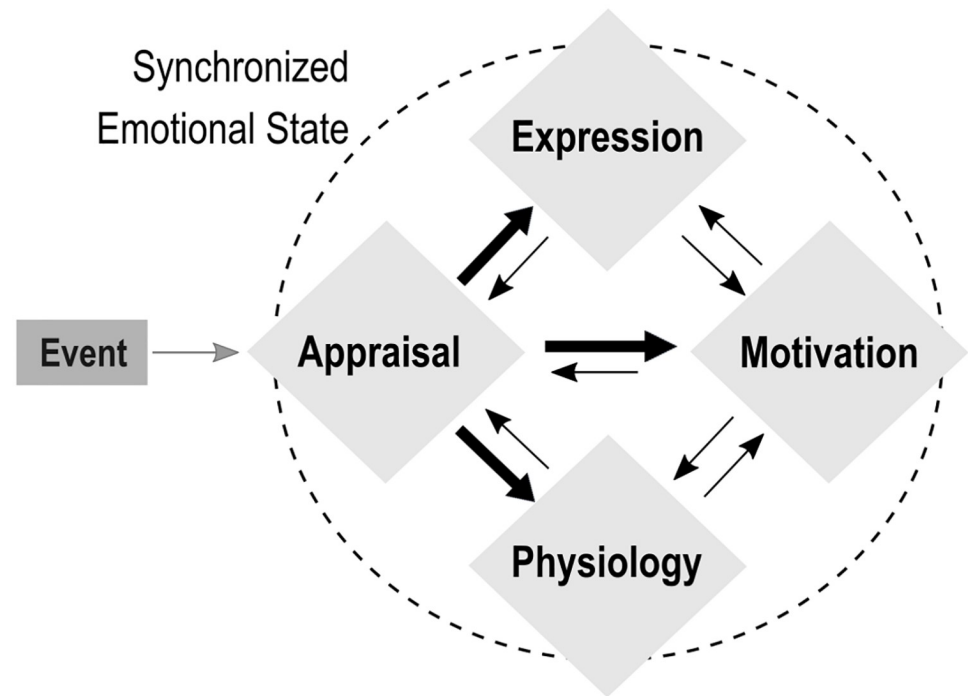 Synchronized
Emotional State
Expression
Event
Appraisal
Motivation
Physiology